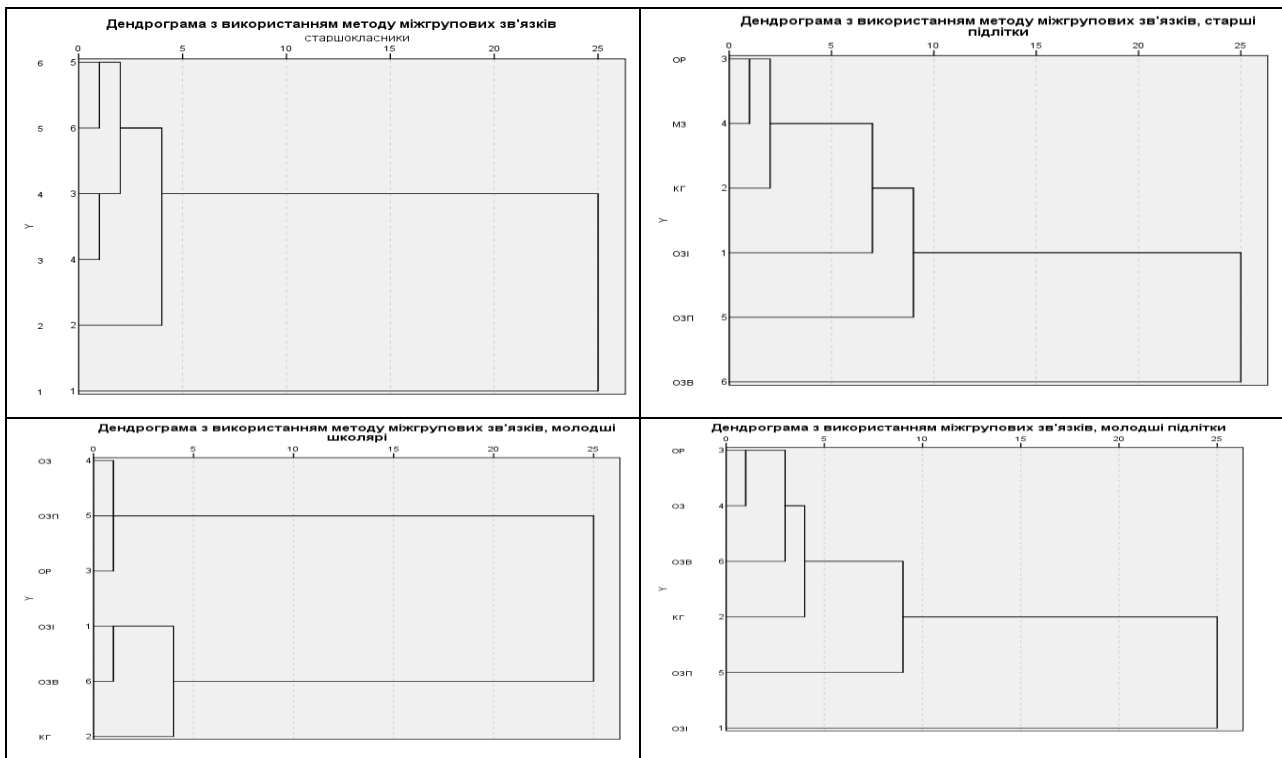 Дендрограма з використанням методу міжгрупових зв'язків
старшокласники
0 5 10 15 20 25
6 5
5 6
4 3
Y
3 4
2 2
1 1
Дендрограма з використанням методу міжгрупових зв'язків, старші
підлітки
0 5 10 15 20 25
ОР 3
МЗ 4
КГ 2
Y
ОЗІ 1
ОЗП 5
ОЗВ 6
Дендрограма з використанням методу міжгрупових зв'язків, молодші
школярі
0 5 10 15 20 25
ОЗ 4
ОЗП 5
ОР 3
Y
ОЗІ 1
ОЗВ 6
КГ 2
Дендрограма з використанням методу міжгрупових зв'язків, молодші підлітки
0 5 10 15 20 25
ОР 3
ОЗ 4
ОЗВ 6
Y
КГ 2
ОЗП 5
ОЗІ 1